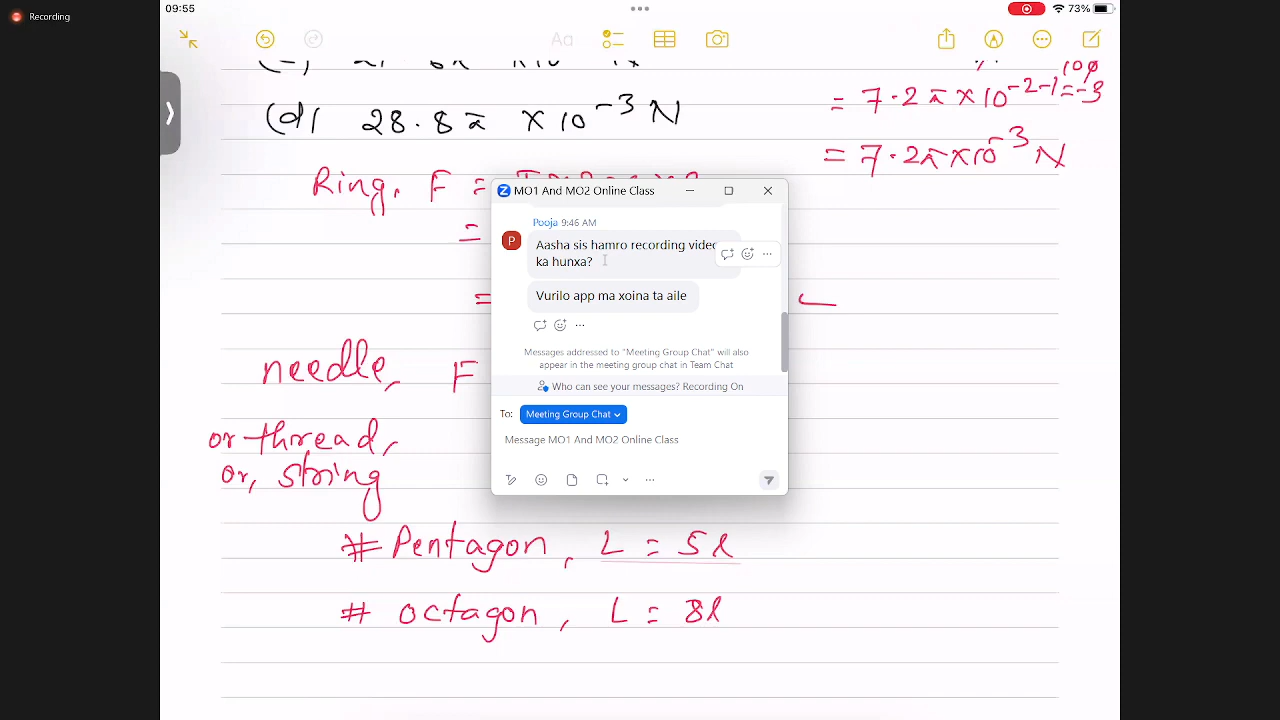 Recording
09:55
73%
Aa
(d) 28.8π × 10⁻³ N
= 7.2π × 10⁻²⁻¹⁼⁻³
= 7.2π × 10⁻³ N
Ring, F =
=
=
needle, F
or thread,
or, string
# Pentagon, L = 5l
# octagon, L = 8l
MO1 And MO2 Online Class
Pooja 9:46 AM
P
Aasha sis hamro recording video
ka hunxa?
Vurilo app ma xoina ta aile
Messages addressed to "Meeting Group Chat" will also
appear in the meeting group chat in Team Chat
Who can see your messages? Recording On
To: Meeting Group Chat
Message MO1 And MO2 Online Class